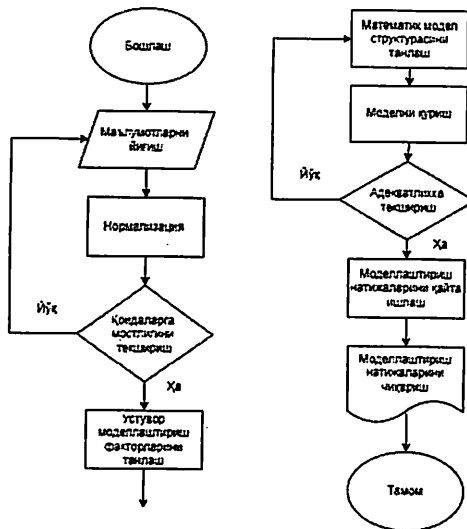 Бошлаш
Маълумотларни
йиғиш
Нормализация
Йўқ
Қоидаларга
мослигини
текшириш
Ҳа
Устувор
моделлаштириш
факторларини
танлаш
Математик модел
структурасини
танлаш
Моделни қуриш
Йўқ
Адекватликка
текшириш
Ҳа
Моделлаштириш
натижаларини қайта
ишлаш
Моделлаштириш
натижаларини
чиқариш
Тамом